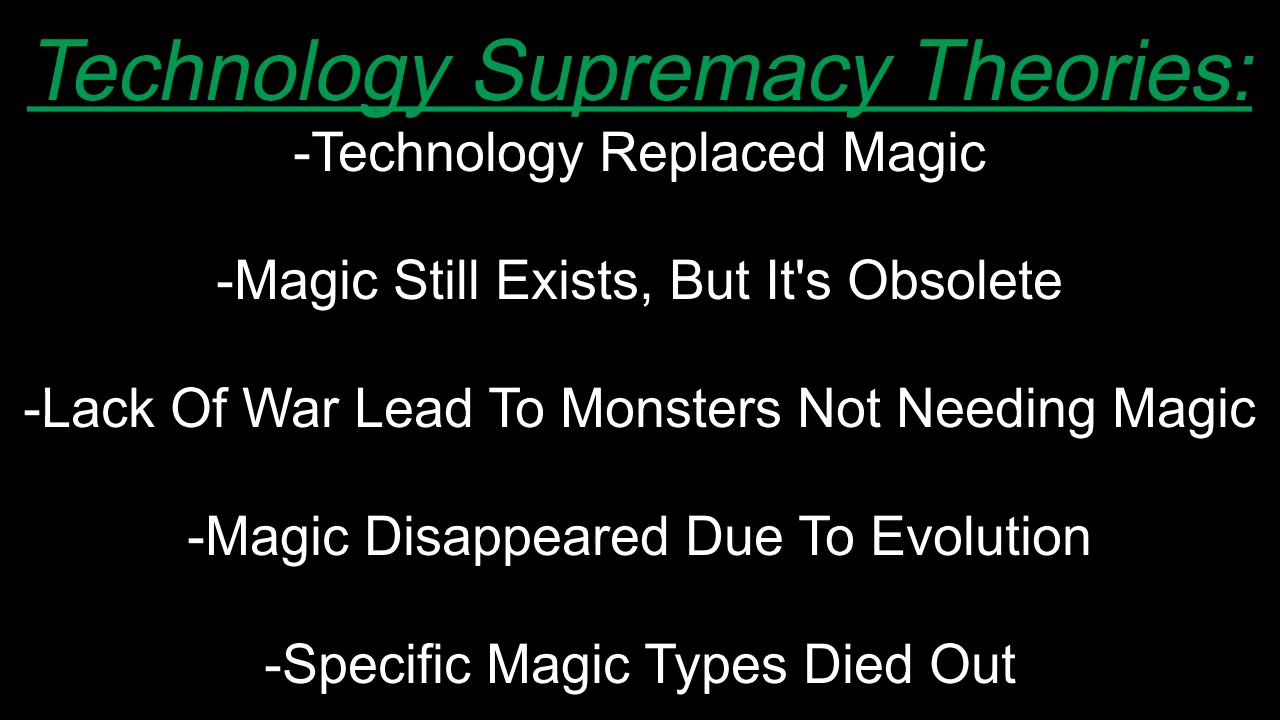 Technology Supremacy Theories:
-Technology Replaced Magic
-Magic Still Exists, But It's Obsolete
-Lack Of War Lead To Monsters Not Needing Magic
-Magic Disappeared Due To Evolution
-Specific Magic Types Died Out